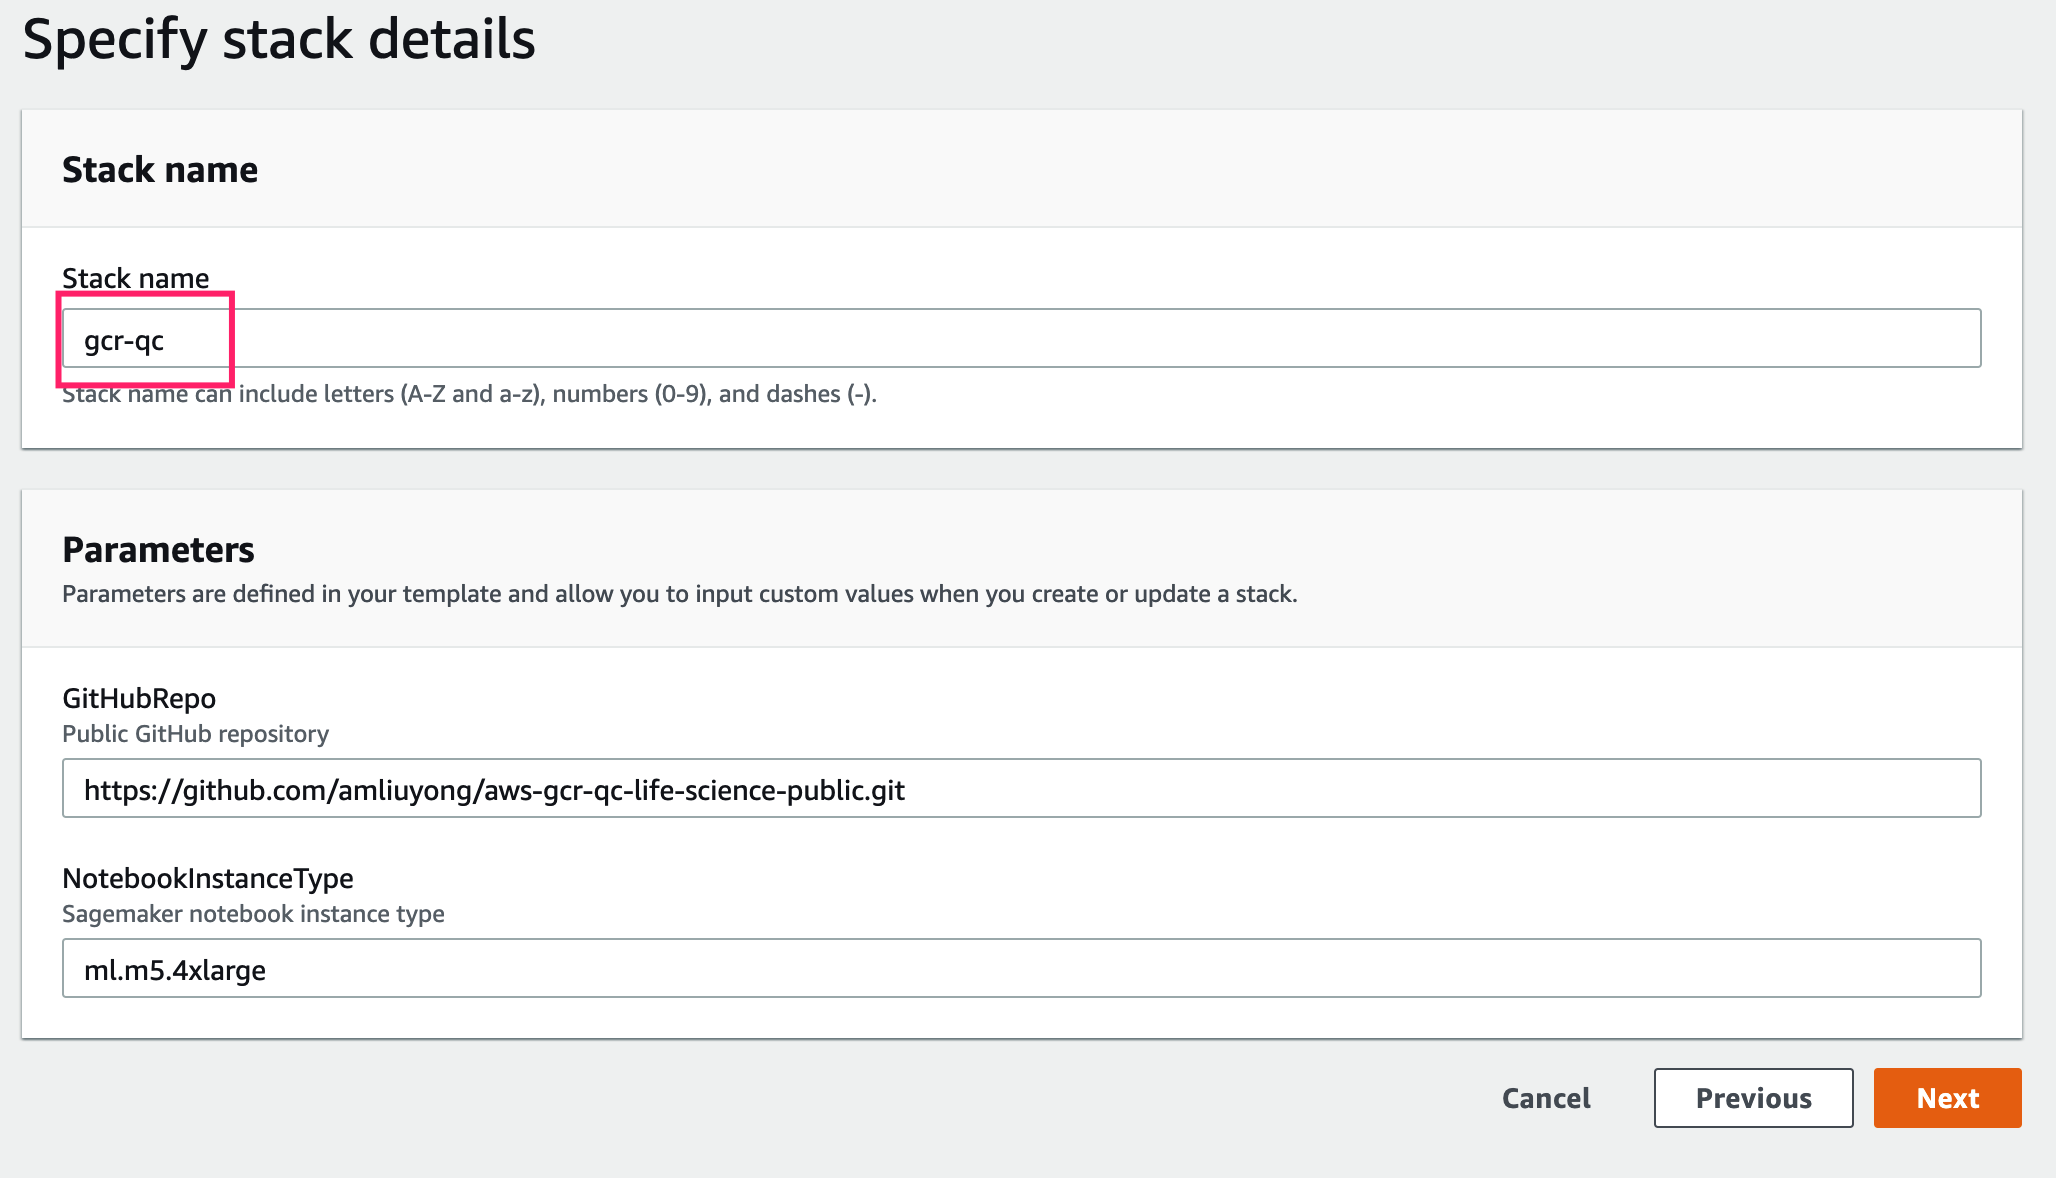 Specify stack details
Stack name
Stack name
gcr-qc
Stack name can include letters (A-Z and a-z), numbers (0-9), and dashes (-).
Parameters
Parameters are defined in your template and allow you to input custom values when you create or update a stack.
GitHubRepo
Public GitHub repository
https://github.com/amliuyong/aws-gcr-qc-life-science-public.git
NotebookInstanceType
Sagemaker notebook instance type
ml.m5.4xlarge
Cancel
Previous
Next